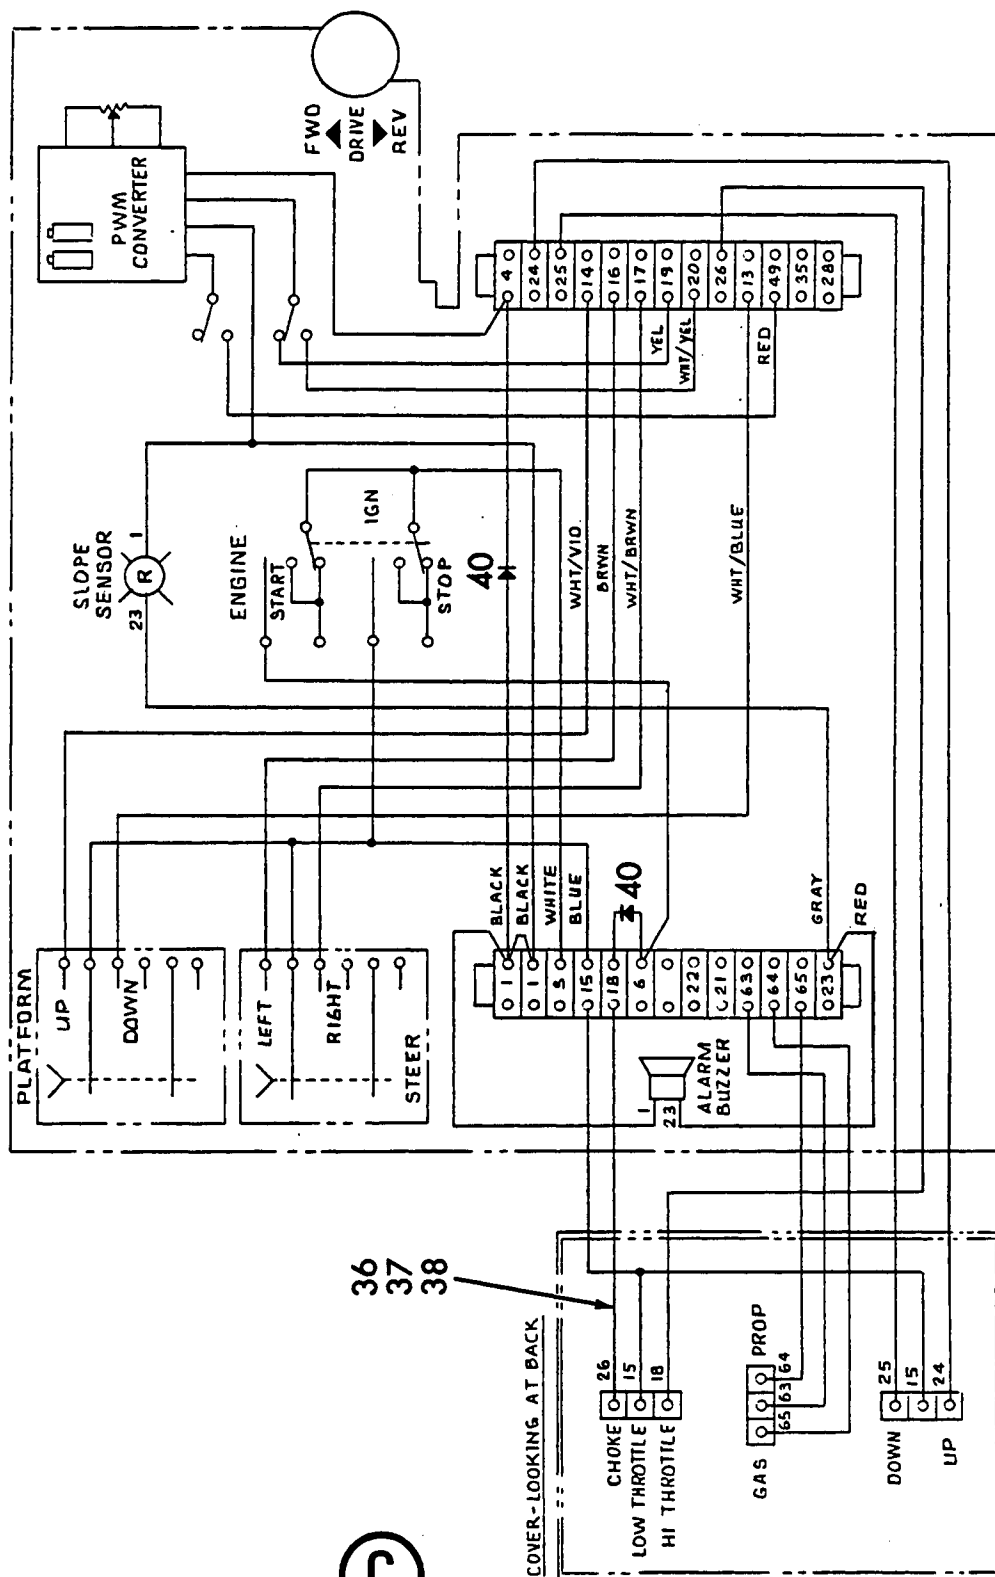 PWM
CONVERTER
FWD
DRIVE
REV
4
24
25
14
16
17
19
20
26
13
49
35
28
YEL
WHT/YEL
RED
SLOPE
SENSOR
1
R
23
ENGINE
START
IGN
STOP
40
WHT/VIO
BRWN
WHT/BRWN
WHT/BLUE
PLATFORM
UP
DOWN
LEFT
RIGHT
STEER
BLACK
BLACK
WHITE
BLUE
40
GRAY
RED
1
1
5
15
18
6
22
21
63
64
65
23
1
23
ALARM
BUZZER
36
37
38
COVER-LOOKING AT BACK
CHOKE
26
LOW THROTTLE
15
HI THROTTLE
18
GAS
PROP
65
63
64
DOWN
25
15
UP
24